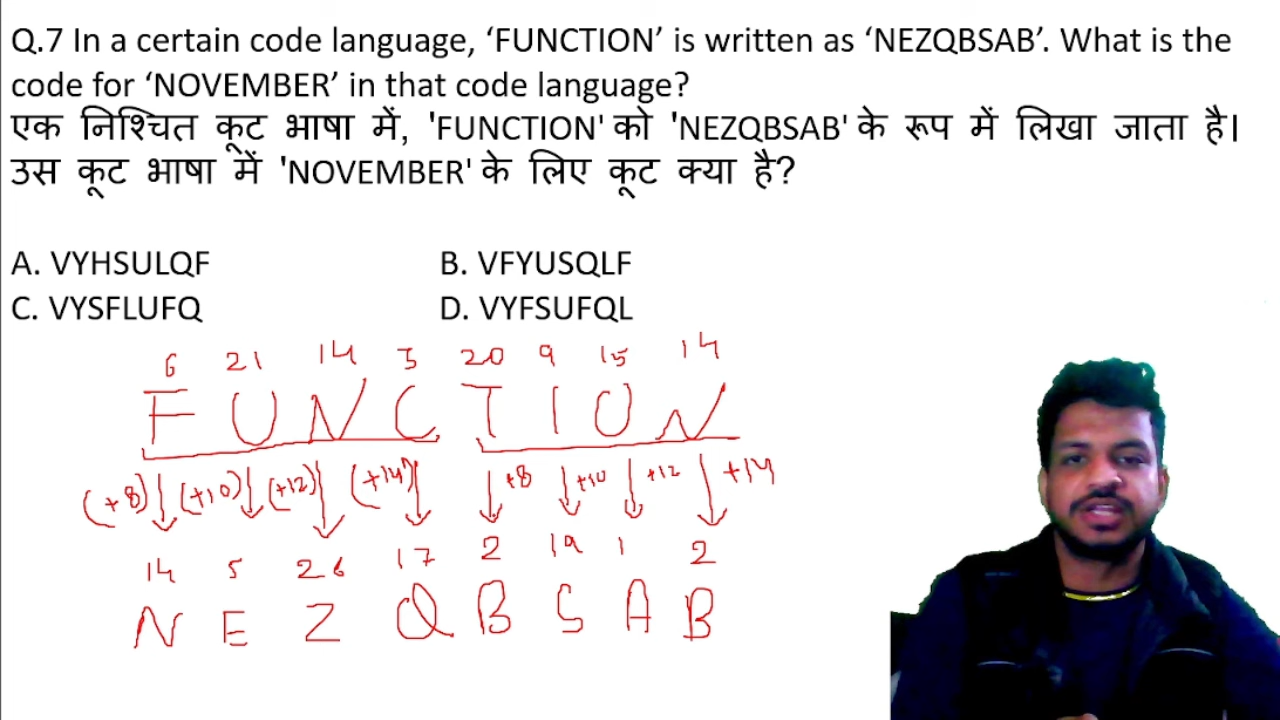 Q.7 In a certain code language, ‘FUNCTION’ is written as ‘NEZQBSAB’. What is the
code for ‘NOVEMBER’ in that code language?
एक निश्चित कूट भाषा में, 'FUNCTION' को 'NEZQBSAB' के रूप में लिखा जाता है।
उस कूट भाषा में 'NOVEMBER' के लिए कूट क्या है?
A. VYHSULQF B. VFYUSQLF
C. VYSFLUFQ D. VYFSUFQL
6 21 14 3 20 9 15 14
F U N C T I O N
(+8) (+10) (+12) (+14) +8 +10 +12 +14
14 5 26 17 2 19 1 2
N E Z Q B S A B